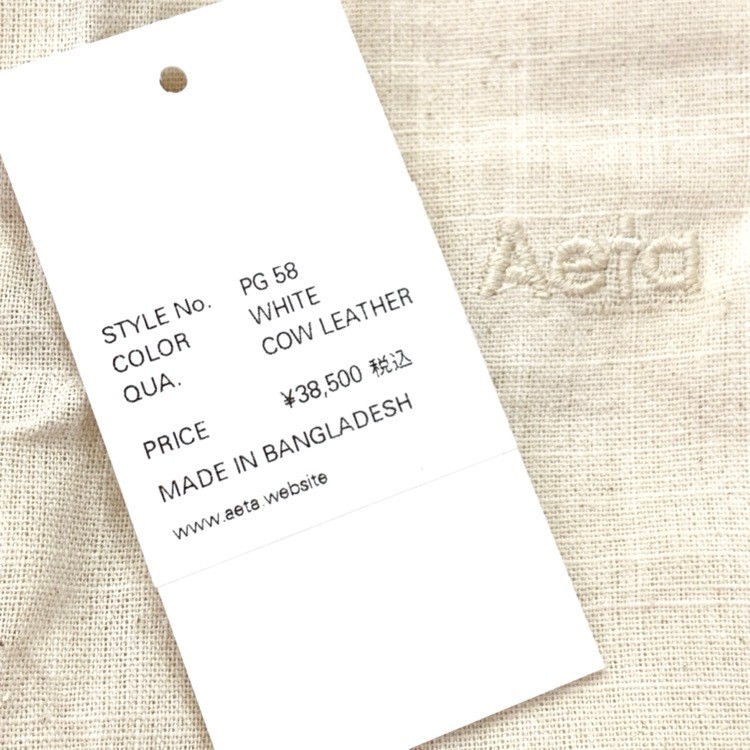 STYLE No. PG 58
COLOR WHITE
QUA. COW LEATHER
PRICE ¥38,500 税込
MADE IN BANGLADESH
www.aeta.website
Aeta